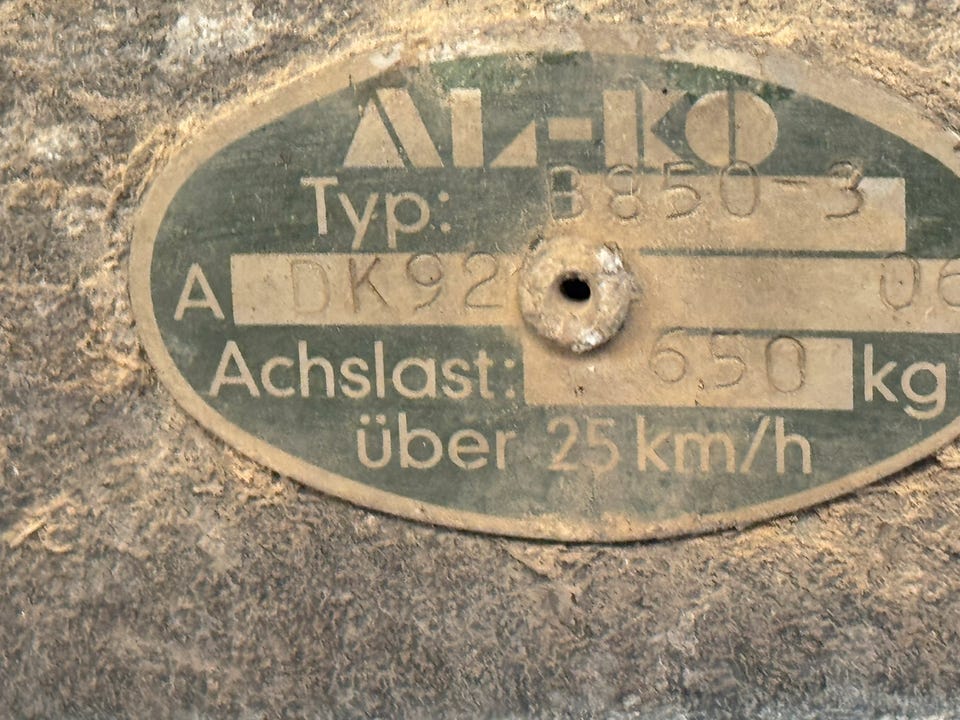 AL-KO
Typ: B850-3
A DK92 06
Achslast: 650 kg
über 25 km/h